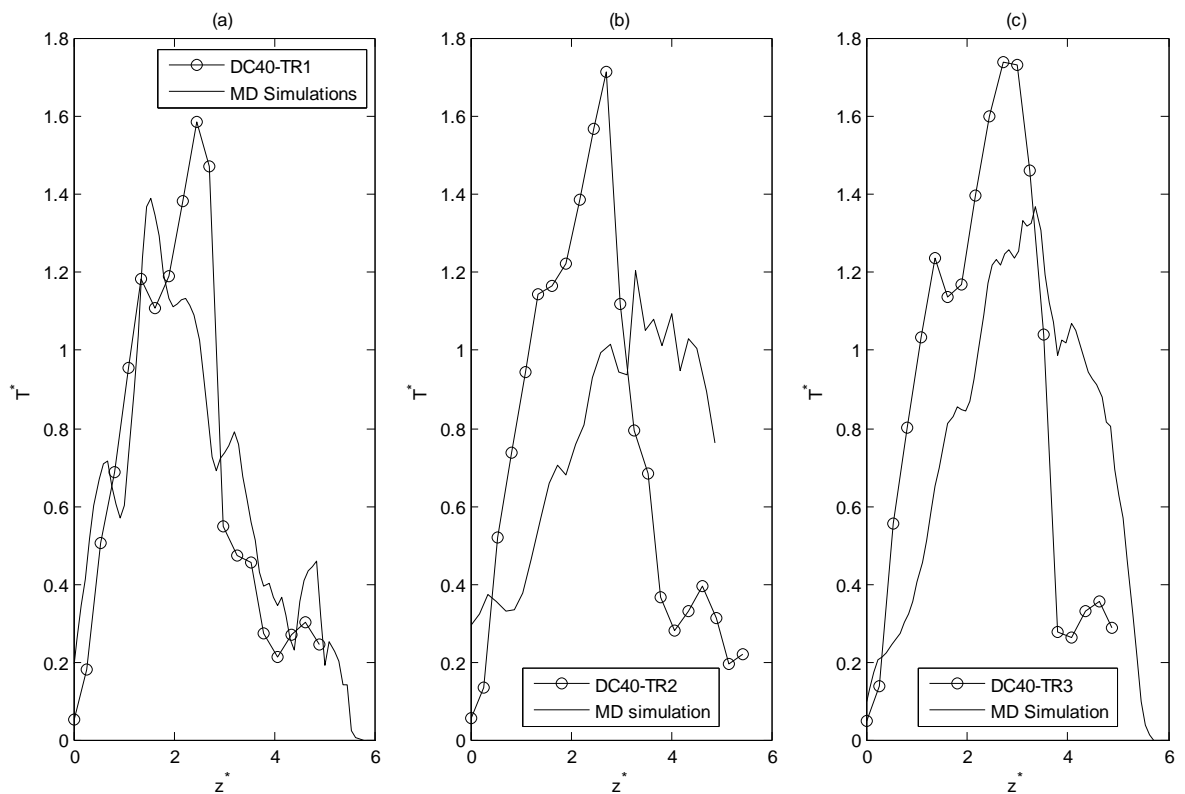 (a)
1.8
1.6
1.4
1.2
1
0.8
0.6
0.4
0.2
0
0 2 4 6
T*
z*
DC40-TR1
MD Simulations
(b)
1.8
1.6
1.4
1.2
1
0.8
0.6
0.4
0.2
0
0 2 4 6
T*
z*
DC40-TR2
MD simulation
(c)
1.8
1.6
1.4
1.2
1
0.8
0.6
0.4
0.2
0
0 2 4 6
T*
z*
DC40-TR3
MD Simulation